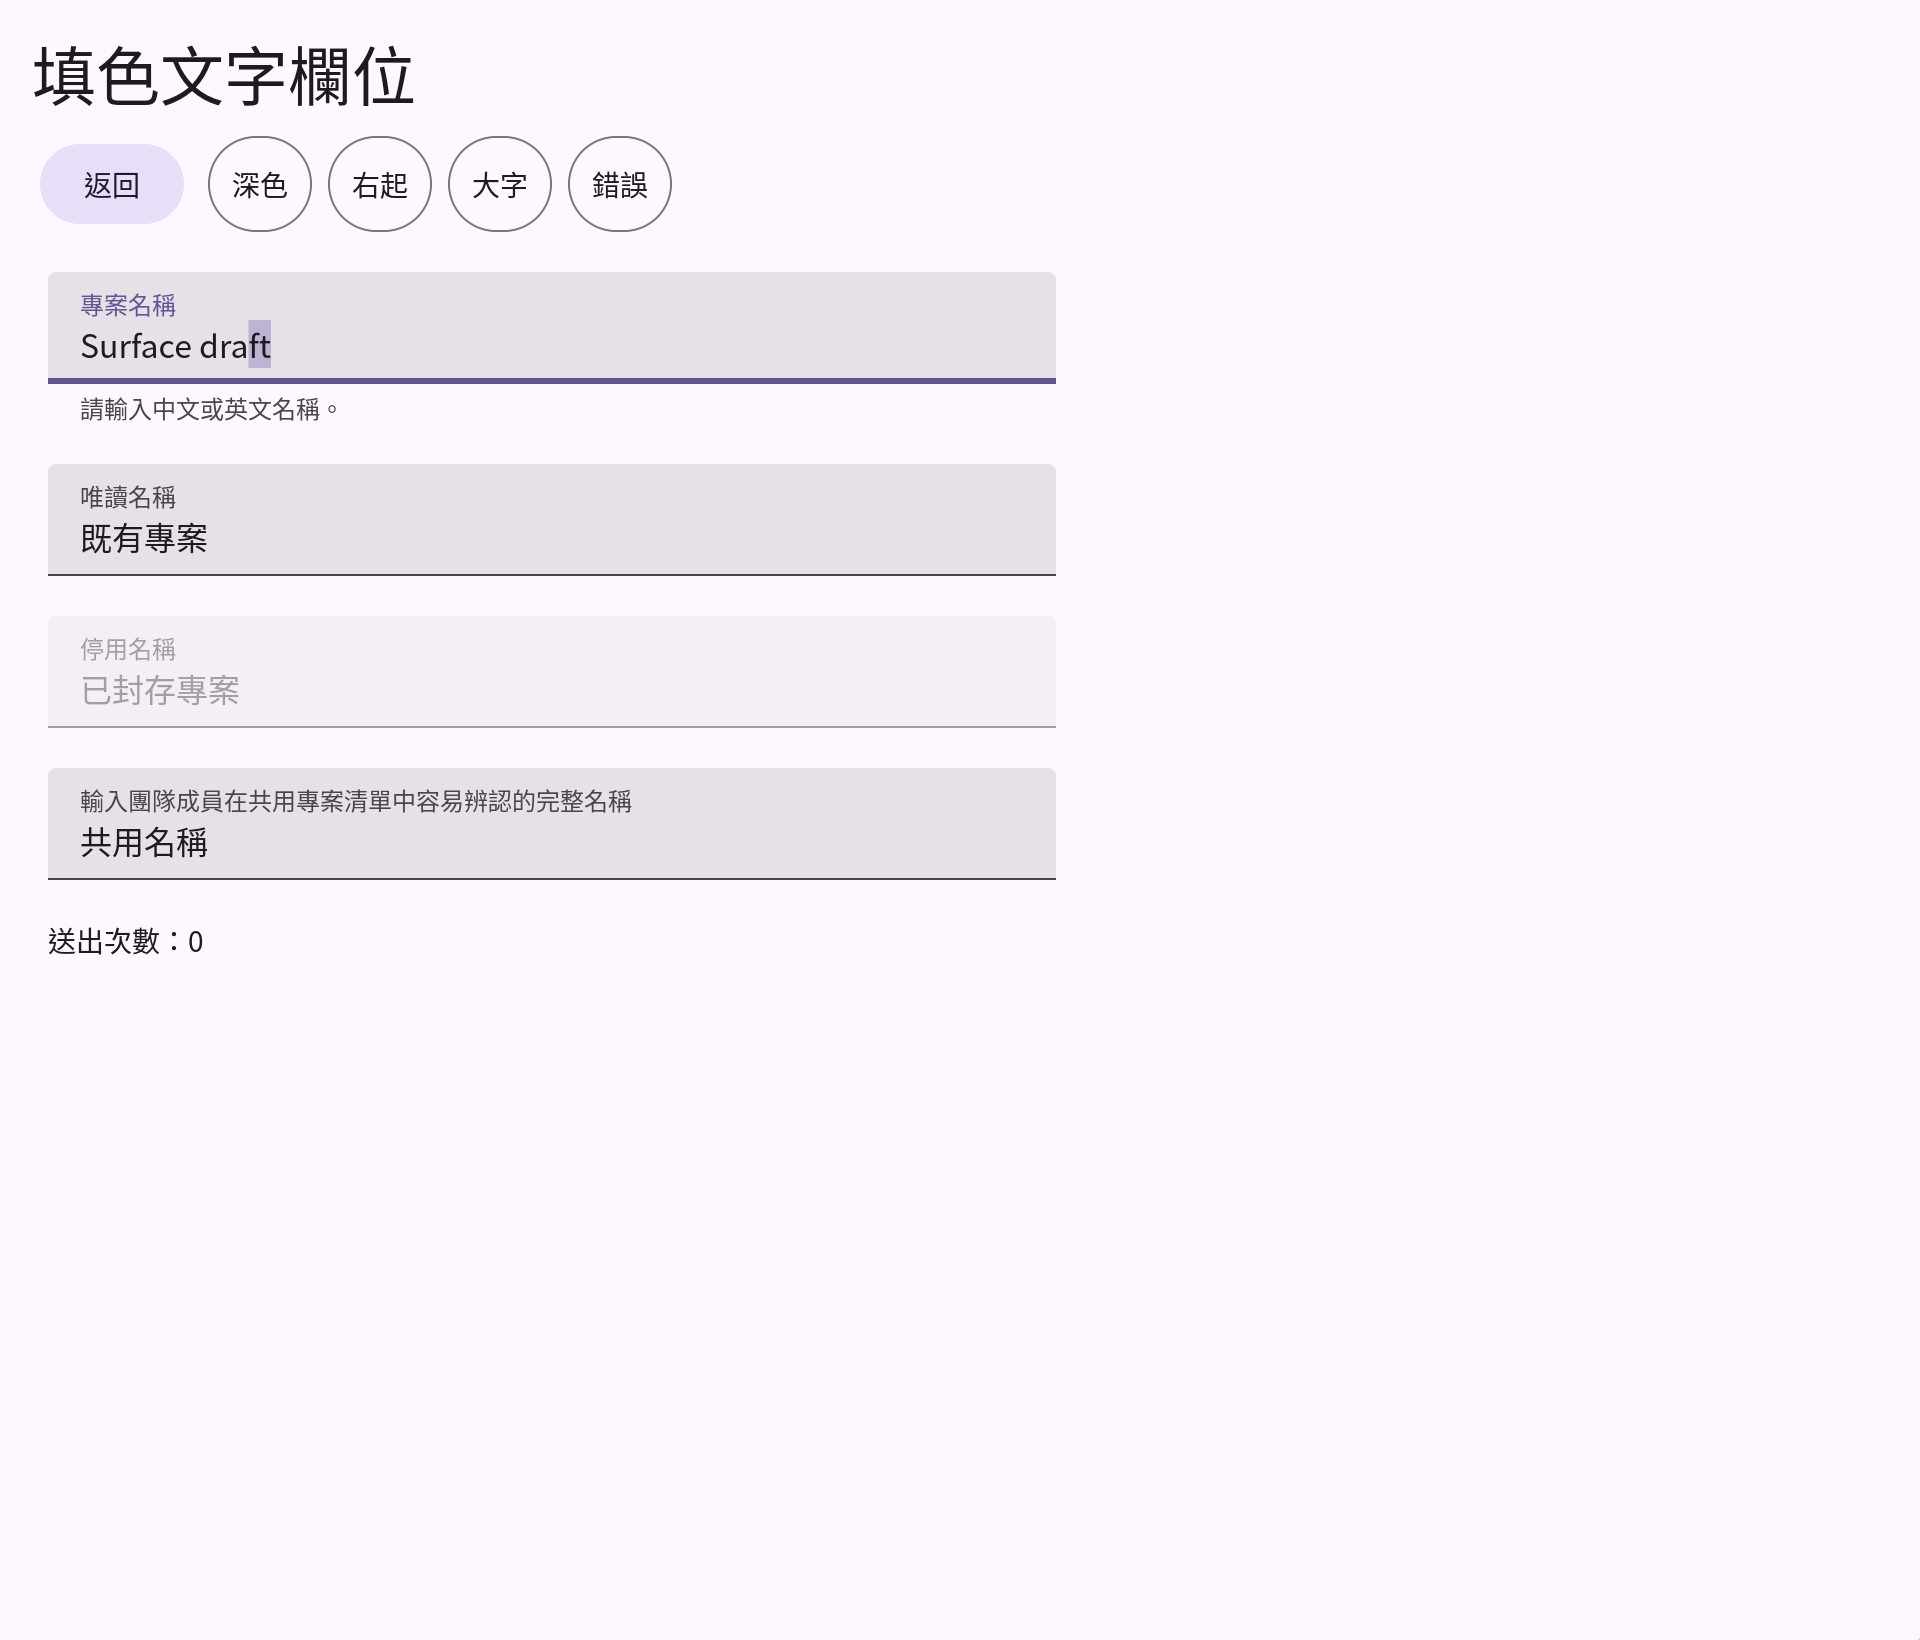 填色文字欄位
返回 深色 右起 大字 錯誤
專案名稱
Surface draft
請輸入中文或英文名稱。
唯讀名稱
既有專案
停用名稱
已封存專案
輸入團隊成員在共用專案清單中容易辨認的完整名稱
共用名稱
送出次數：0